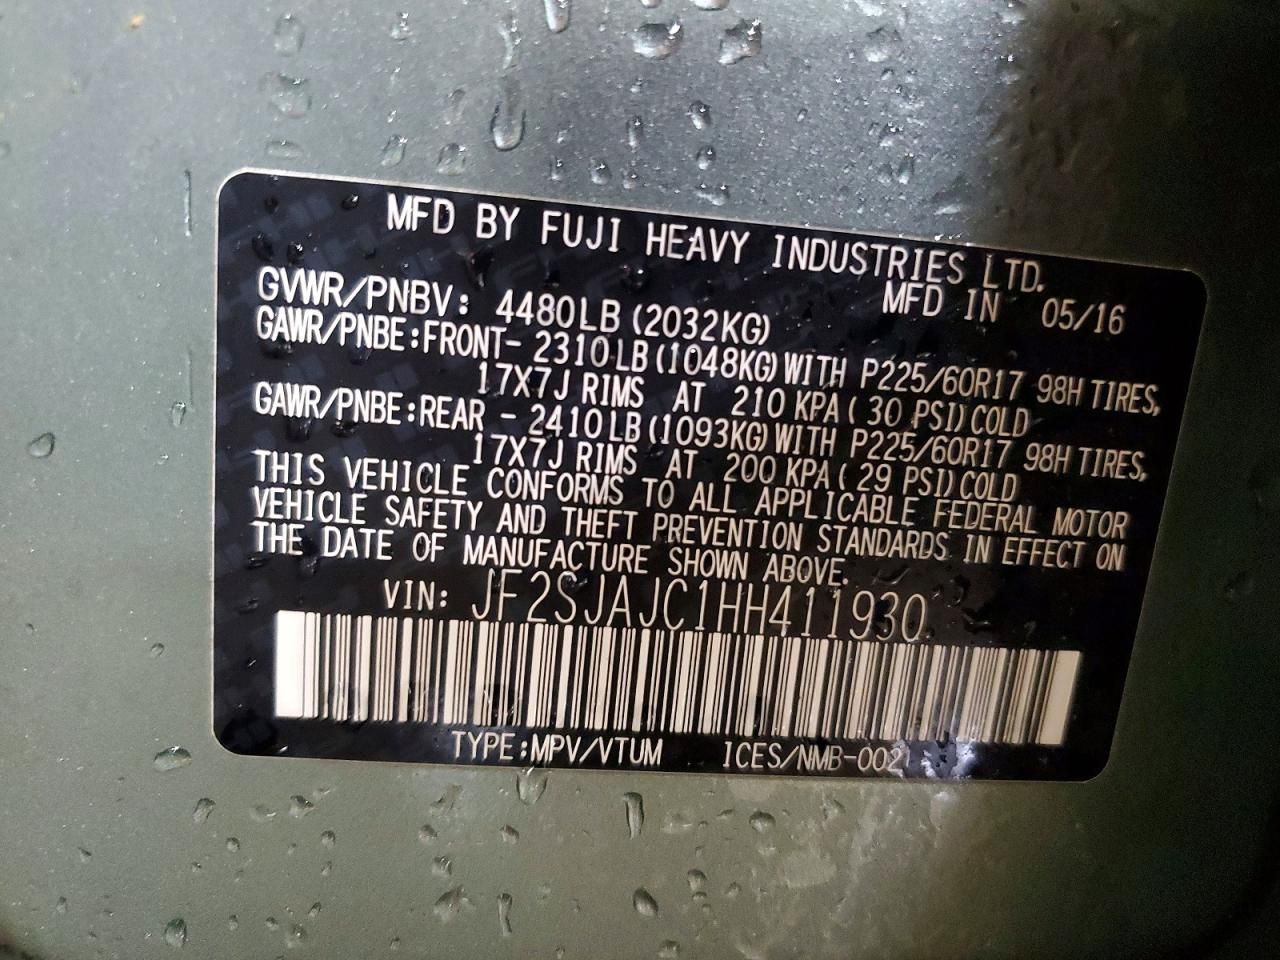 MFD BY FUJI HEAVY INDUSTRIES LTD.
MFD IN 05/16
GVWR/PNBV: 4480LB (2032KG)
GAWR/PNBE:FRONT- 2310LB (1048KG) WITH P225/60R17 98H TIRES,
17X7J RIMS AT 210 KPA ( 30 PSI) COLD
GAWR/PNBE:REAR - 2410LB (1093KG) WITH P225/60R17 98H TIRES,
17X7J RIMS AT 200 KPA ( 29 PSI) COLD
THIS VEHICLE CONFORMS TO ALL APPLICABLE FEDERAL MOTOR
VEHICLE SAFETY AND THEFT PREVENTION STANDARDS IN EFFECT ON
THE DATE OF MANUFACTURE SHOWN ABOVE.
VIN: JF2SJAJC1HH411930
TYPE:MPV/VTUM ICES/NMB-002